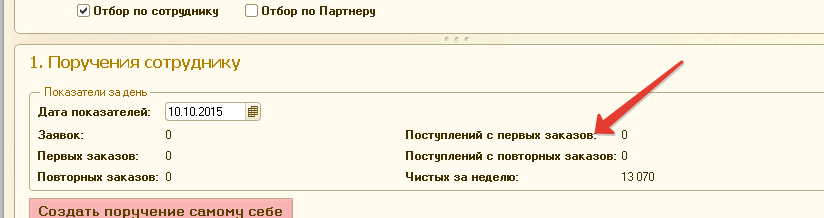 Отбор по сотруднику Отбор по Партнеру
1. Поручения сотруднику
Показатели за день
Дата показателей: 10.10.2015
Заявок: 0 Поступлений с первых заказов: 0
Первых заказов: 0 Поступлений с повторных заказов: 0
Повторных заказов: 0 Чистых за неделю: 13 070
Создать поручение самому себе